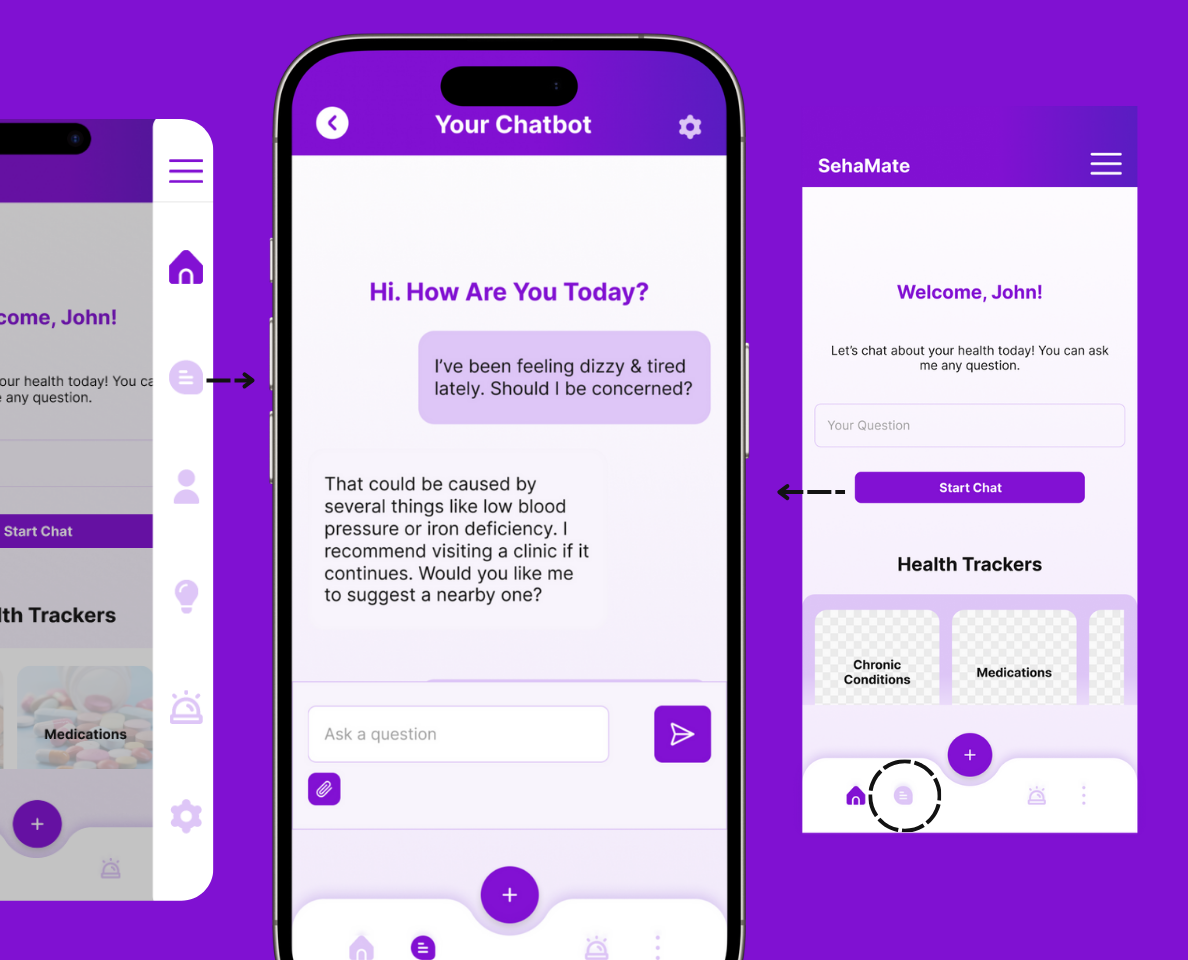 come, John!
our health today! You ca
e any question.
Start Chat
lth Trackers
Medications
+
Your Chatbot
Hi. How Are You Today?
I've been feeling dizzy & tired
lately. Should I be concerned?
That could be caused by
several things like low blood
pressure or iron deficiency. I
recommend visiting a clinic if it
continues. Would you like me
to suggest a nearby one?
Ask a question
+
SehaMate
Welcome, John!
Let's chat about your health today! You can ask
me any question.
Your Question
Start Chat
Health Trackers
Chronic
Conditions
Medications
+